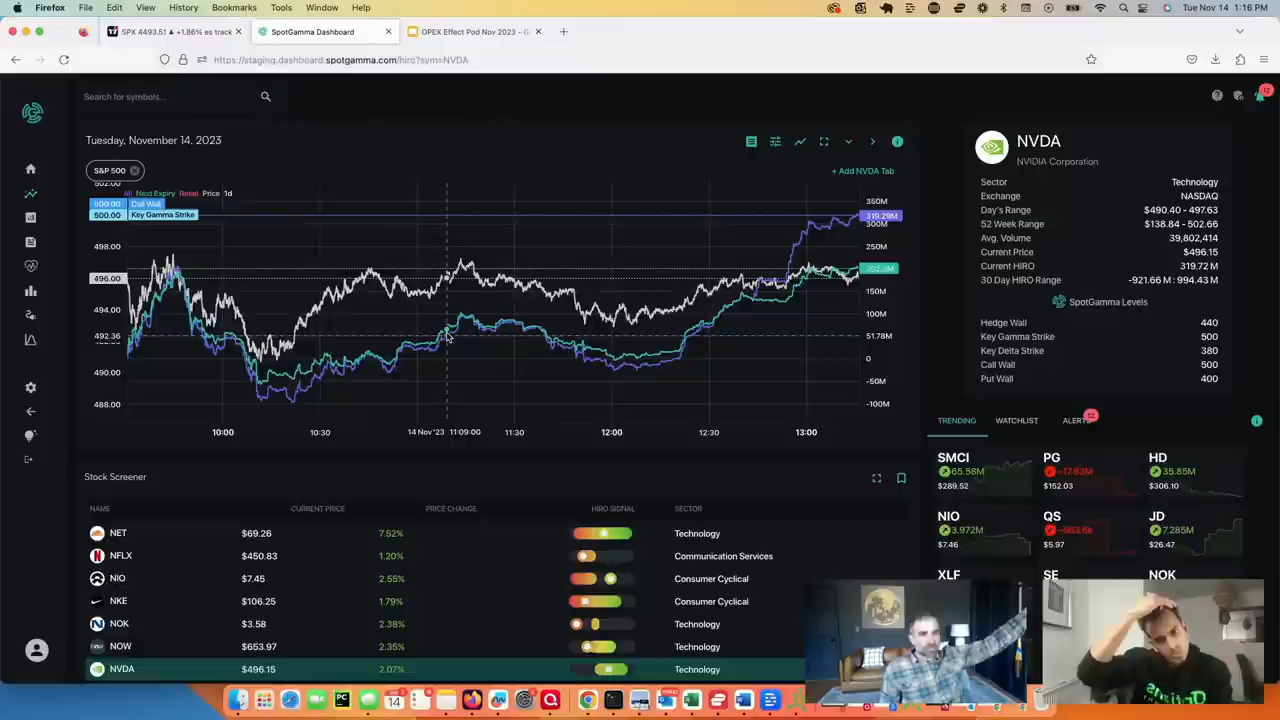 Firefox File Edit View History Bookmarks Tools Window Help Tue Nov 14 1:16 PM
SPX 4493.51 ▲ +1.86% es track
SpotGamma Dashboard
OPEX Effect Pod Nov 2023 - G
https://staging.dashboard.spotgamma.com/hiro?sym=NVDA
Search for symbols...
12
Tuesday, November 14, 2023
S&P 500
+ Add NVDA Tab
All Next Expiry Retail Price 1d
502.00
500.00 Call Wall
500.00 Key Gamma Strike
498.00
496.00
494.00
492.36
490.00
488.00
350M
319.29M
300M
250M
150M
100M
51.78M
0
-50M
-100M
10:00 10:30 14 Nov '23 11:09:00 11:30 12:00 12:30 13:00
NVDA
NVIDIA Corporation
Sector Technology
Exchange NASDAQ
Day's Range $490.40 - 497.63
52 Week Range $138.84 - 502.66
Avg. Volume 39,802,414
Current Price $496.15
Current HIRO 319.72 M
30 Day HIRO Range -921.66 M : 994.43 M
SpotGamma Levels
Hedge Wall 440
Key Gamma Strike 500
Key Delta Strike 380
Call Wall 500
Put Wall 400
TRENDING WATCHLIST ALERTS 12
SMCI PG HD
65.58M -17.63M 35.85M
$289.52 $152.03 $306.10
NIO QS JD
3.972M -563.6k 7.285M
$7.46 $5.97 $26.47
XLF SE NOK
Stock Screener
NAME CURRENT PRICE PRICE CHANGE HIRO SIGNAL SECTOR
NET $69.26 7.52% Technology
NFLX $450.83 1.20% Communication Services
NIO $7.45 2.55% Consumer Cyclical
NKE $106.25 1.79% Consumer Cyclical
NOK $3.58 2.38% Technology
NOW $653.97 2.35% Technology
NVDA $496.15 2.07% Technology
PC
NOV
14